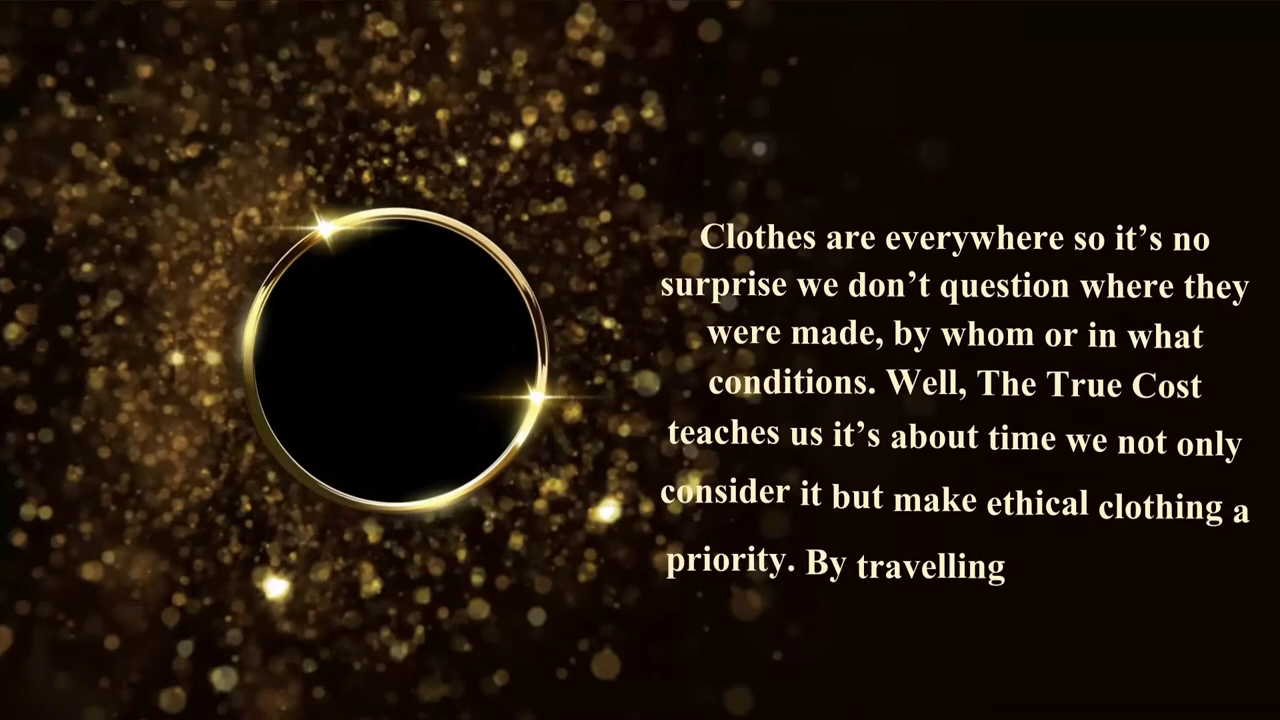 Clothes are everywhere so it’s no
surprise we don’t question where they
were made, by whom or in what
conditions. Well, The True Cost
teaches us it’s about time we not only
consider it but make ethical clothing a
priority. By travelling